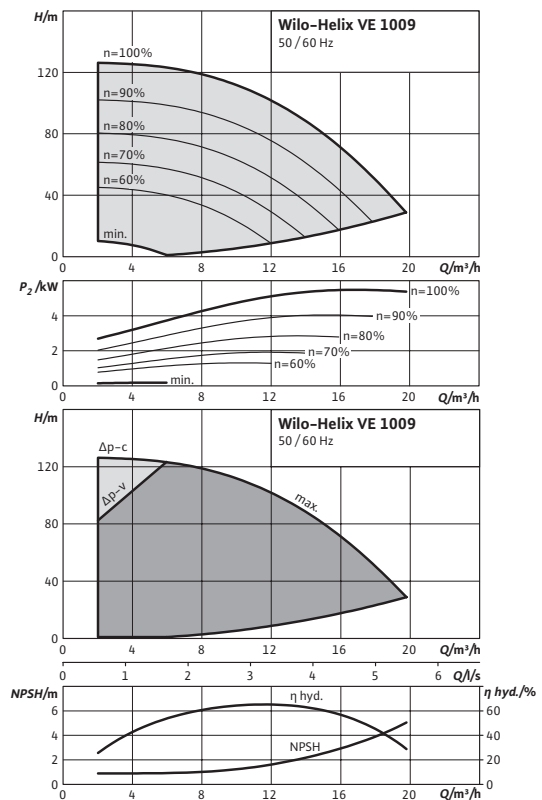 H/m
Wilo-Helix VE 1009
50 / 60 Hz
n=100%
120
n=90%
80
n=80%
n=70%
40
n=60%
min.
0
0 4 8 12 16 20 Q/m³/h
P₂ /kW
n=100%
4
n=90%
n=80%
2
n=70%
n=60%
min.
0
0 4 8 12 16 20 Q/m³/h
H/m
Wilo-Helix VE 1009
50 / 60 Hz
Δp-c
120
Δp-v
max.
80
40
0
0 4 8 12 16 20 Q/m³/h
0 1 2 3 4 5 6 Q/l/s
NPSH/m
η hyd./%
η hyd.
6 60
4 40
NPSH
2 20
0 0
0 4 8 12 16 20 Q/m³/h